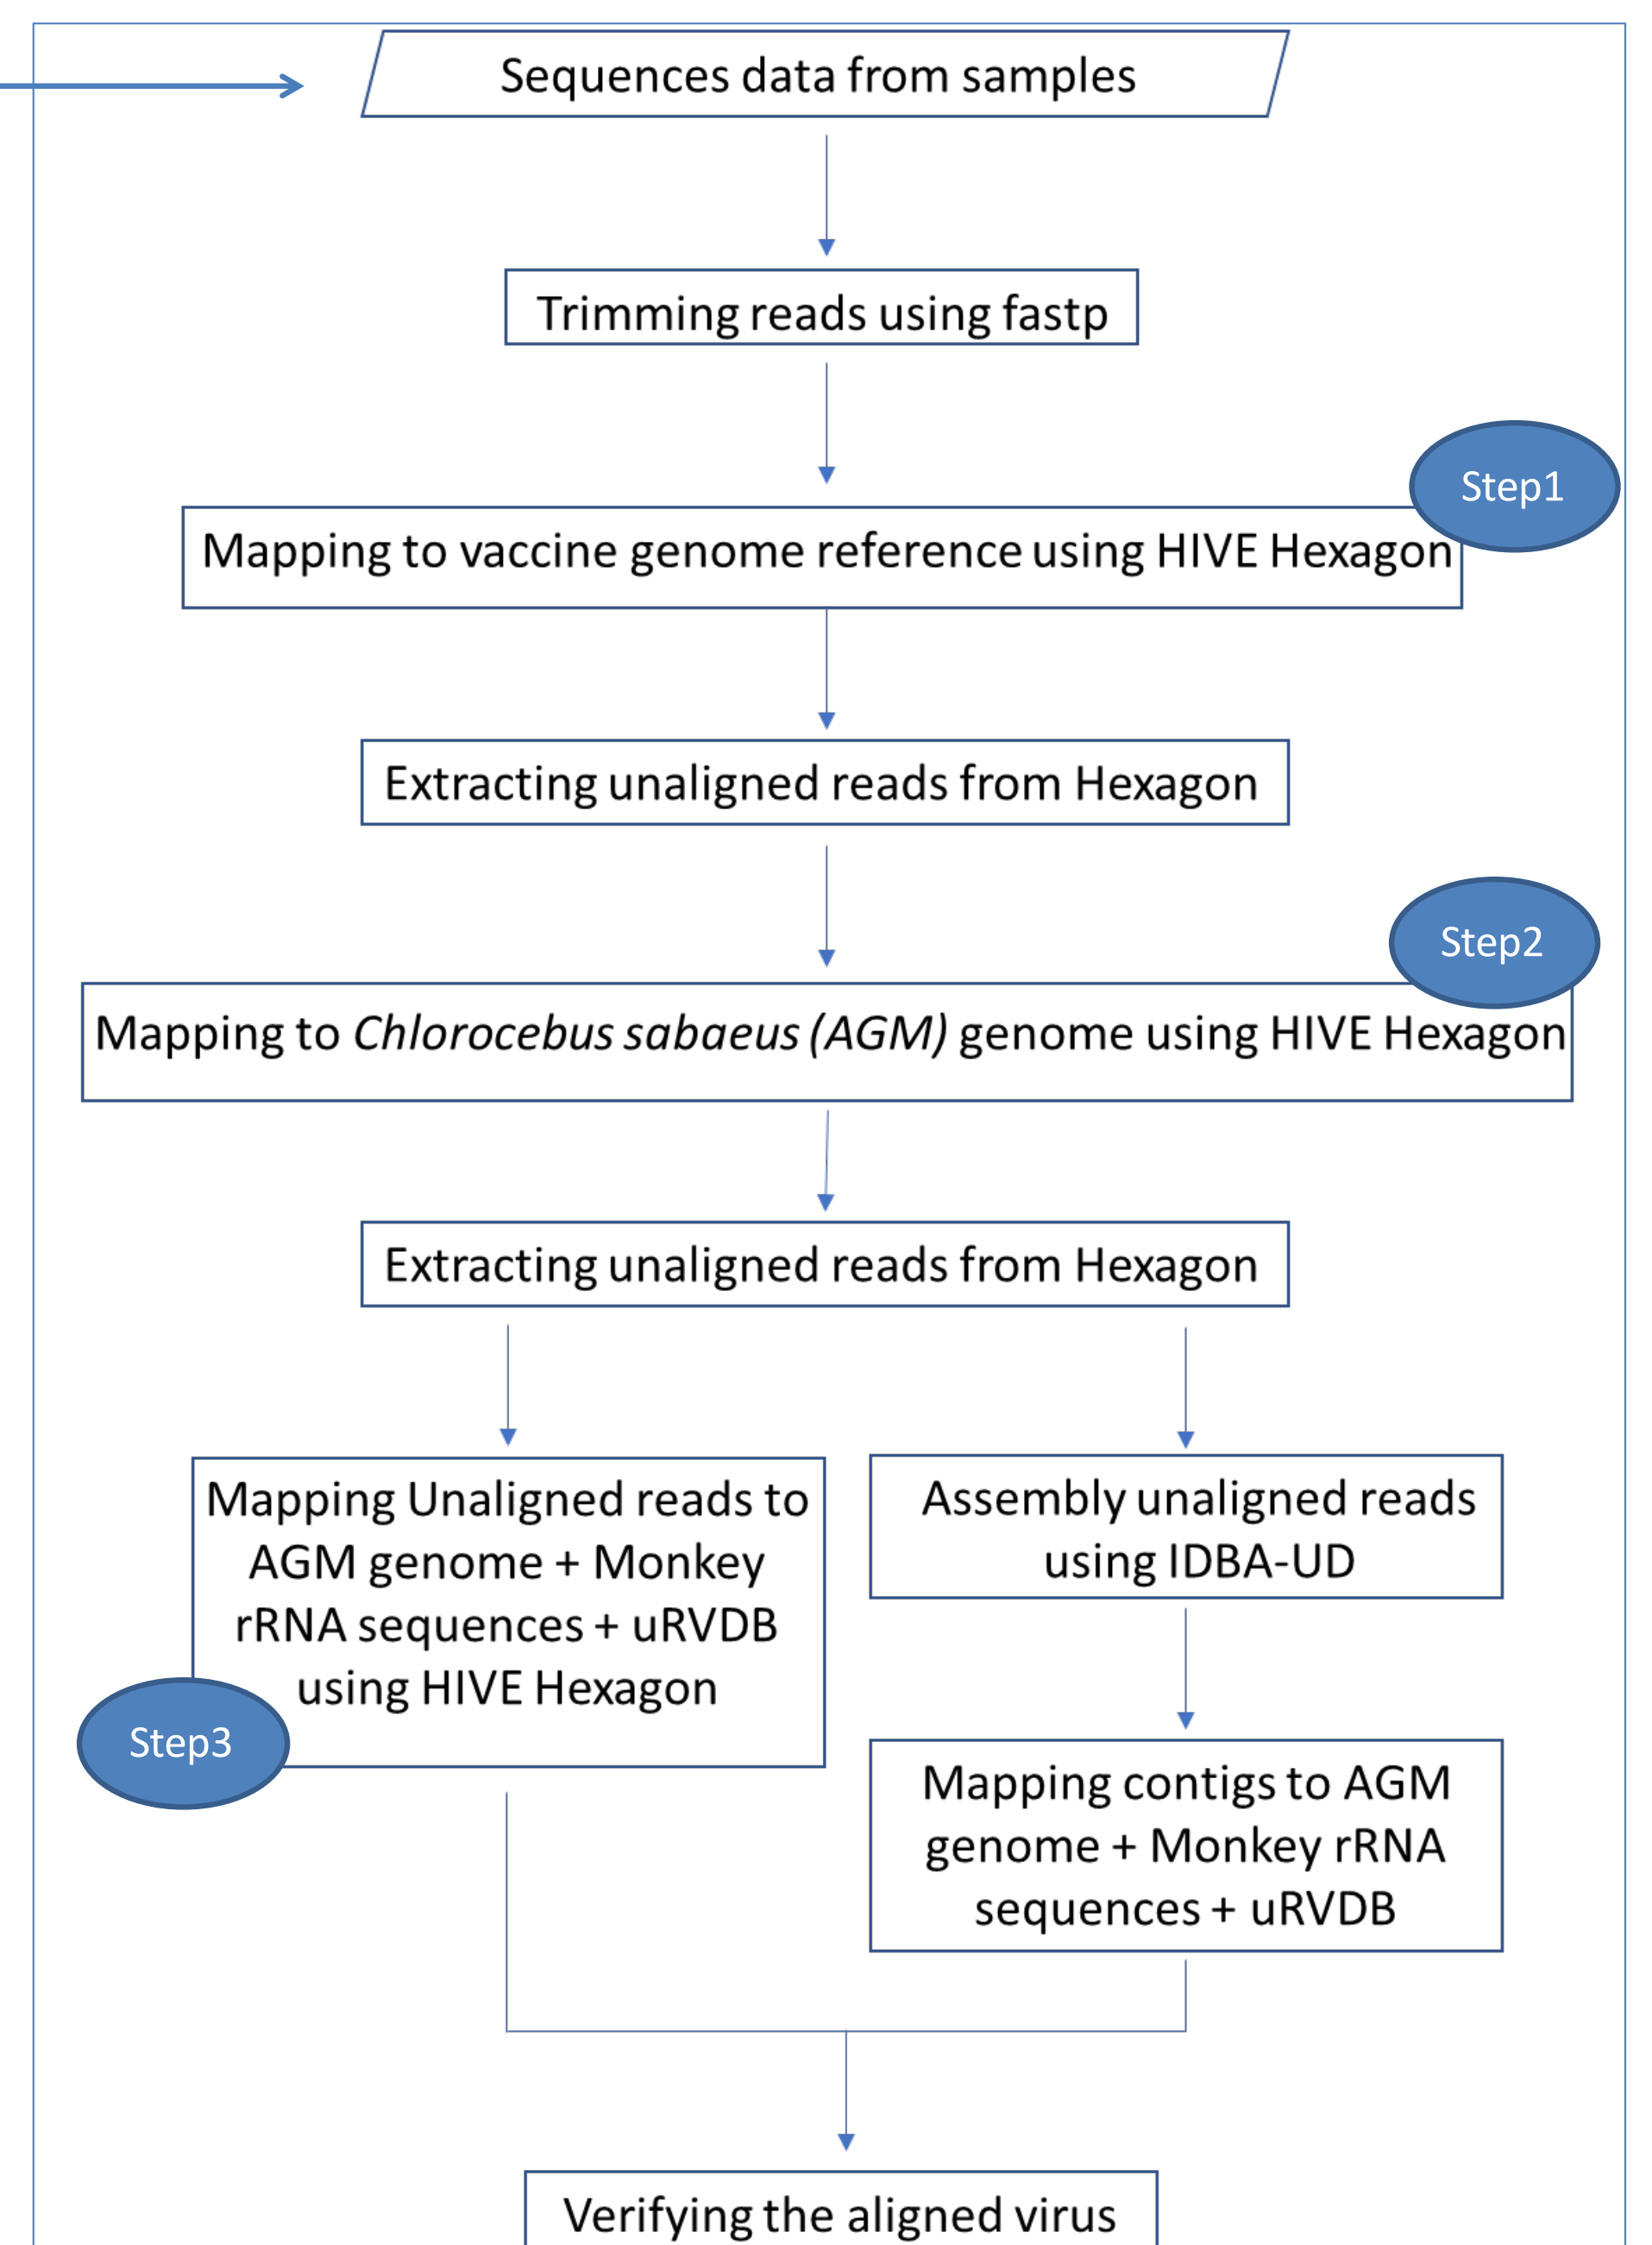 Sequences data from samples
Trimming reads using fastp
Step1
Mapping to vaccine genome reference using HIVE Hexagon
Extracting unaligned reads from Hexagon
Step2
Mapping to Chlorocebus sabaeus (AGM) genome using HIVE Hexagon
Extracting unaligned reads from Hexagon
Mapping Unaligned reads to
AGM genome + Monkey
rRNA sequences + uRVDB
using HIVE Hexagon
Step3
Assembly unaligned reads
using IDBA-UD
Mapping contigs to AGM
genome + Monkey rRNA
sequences + uRVDB
Verifying the aligned virus